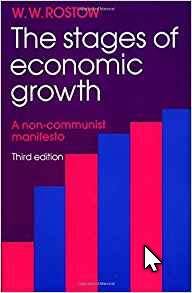 W. W. ROSTOW
The stages of
economic
growth
A non-communist
manifesto
Third edition